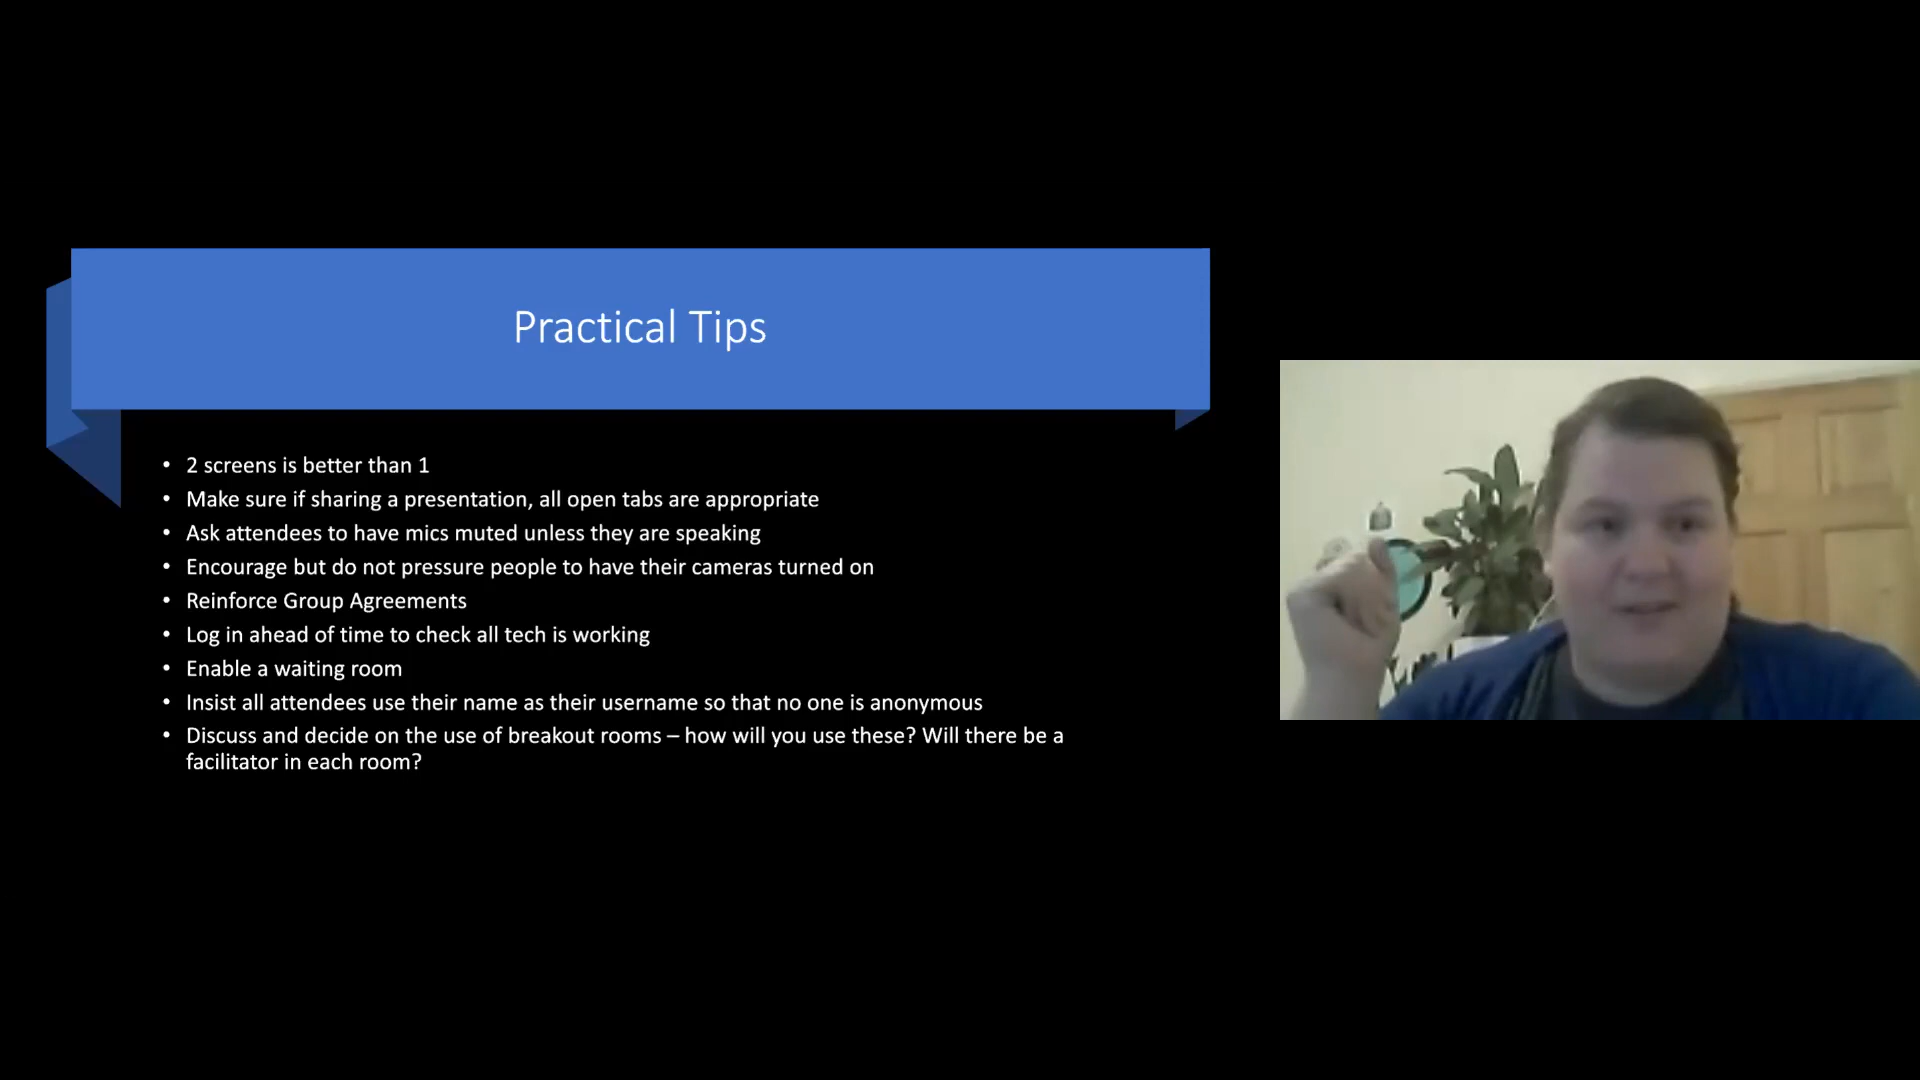 Practical Tips
• 2 screens is better than 1
• Make sure if sharing a presentation, all open tabs are appropriate
• Ask attendees to have mics muted unless they are speaking
• Encourage but do not pressure people to have their cameras turned on
• Reinforce Group Agreements
• Log in ahead of time to check all tech is working
• Enable a waiting room
• Insist all attendees use their name as their username so that no one is anonymous
• Discuss and decide on the use of breakout rooms – how will you use these? Will there be a
facilitator in each room?